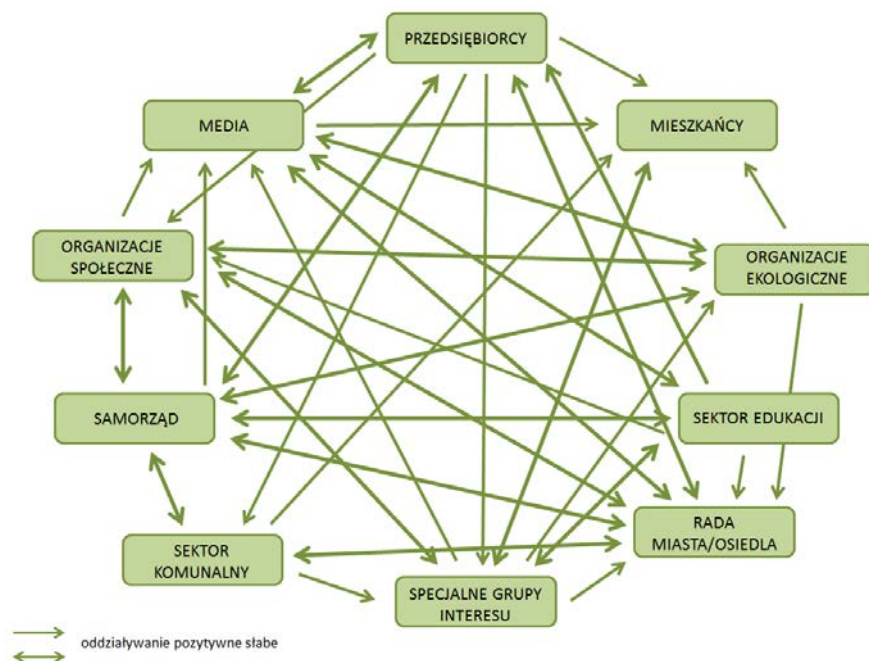 PRZEDSIĘBIORCY
MEDIA
MIESZKAŃCY
ORGANIZACJE
SPOŁECZNE
ORGANIZACJE
EKOLOGICZNE
SAMORZĄD
SEKTOR EDUKACJI
SEKTOR
KOMUNALNY
RADA
MIASTA/OSIEDLA
SPECJALNE GRUPY
INTERESU
oddziaływanie pozytywne słabe